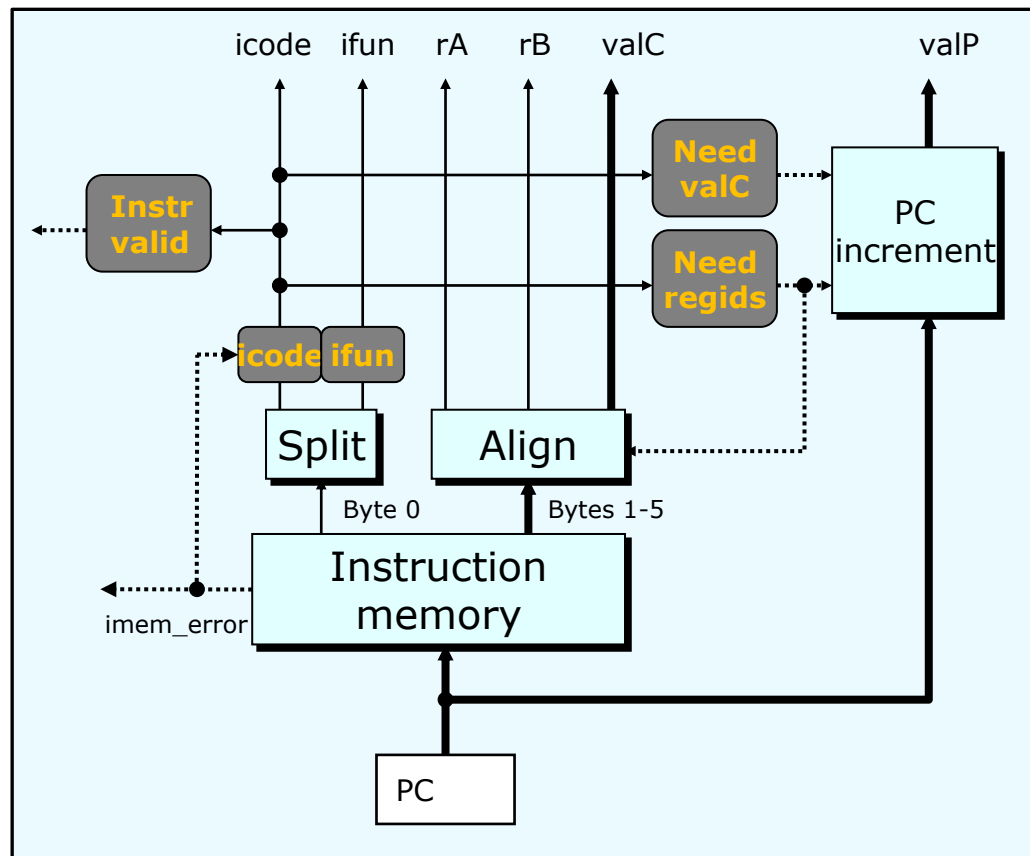 icode ifun rA rB valC valP
Need
valC
Instr
valid
PC
increment
Need
regids
icode ifun
Split
Align
Byte 0
Bytes 1-5
Instruction
memory
imem_error
PC